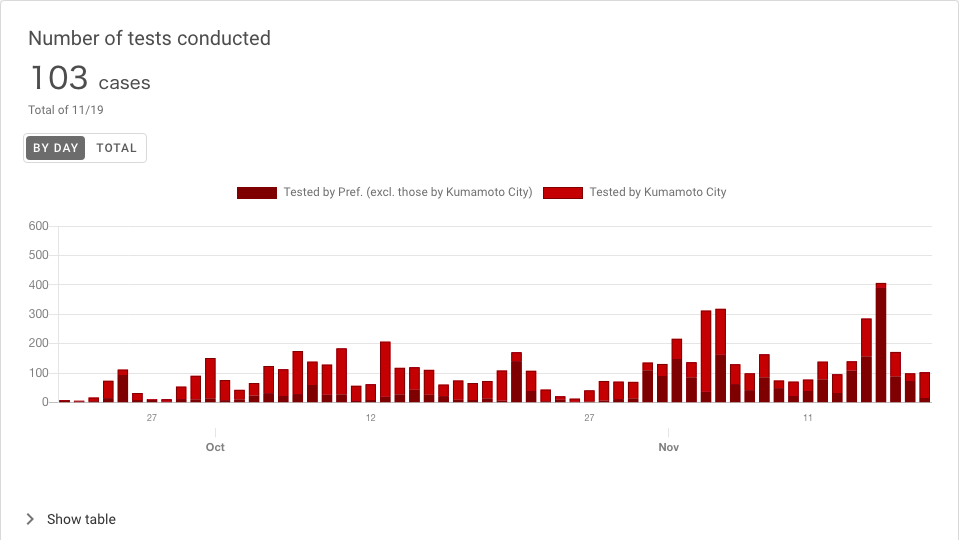 Number of tests conducted
103 cases
Total of 11/19
BY DAY TOTAL
Tested by Pref. (excl. those by Kumamoto City) Tested by Kumamoto City
600
500
400
300
200
100
0
27 12 27 11
Oct Nov
Show table